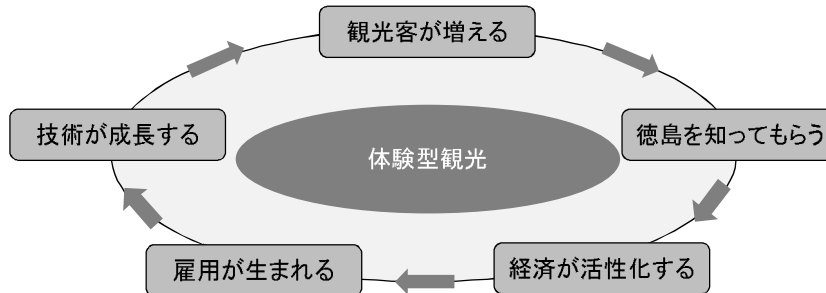 観光客が増える
技術が成長する
体験型観光
徳島を知ってもらう
雇用が生まれる
経済が活性化する